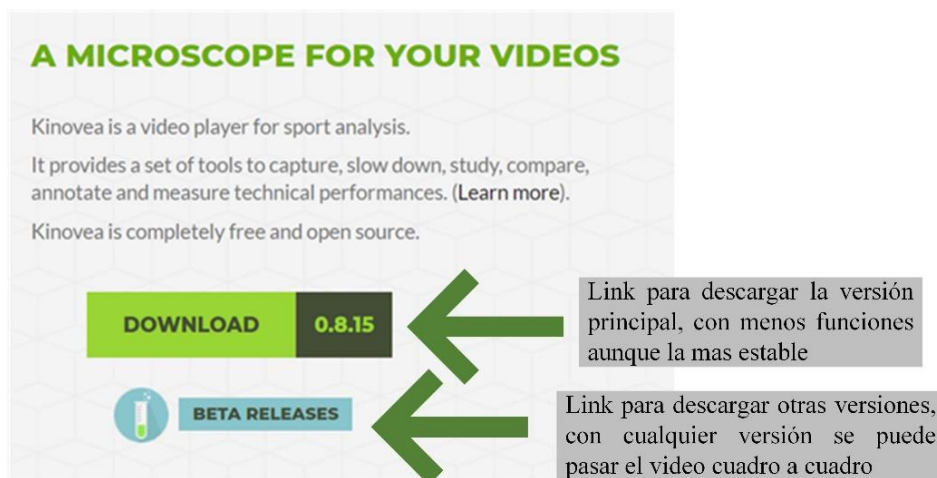 A MICROSCOPE FOR YOUR VIDEOS
Kinovea is a video player for sport analysis.
It provides a set of tools to capture, slow down, study, compare,
annotate and measure technical performances. (Learn more).
Kinovea is completely free and open source.
DOWNLOAD 0.8.15
Link para descargar la versión
principal, con menos funciones
aunque la mas estable
BETA RELEASES
Link para descargar otras versiones,
con cualquier versión se puede
pasar el video cuadro a cuadro